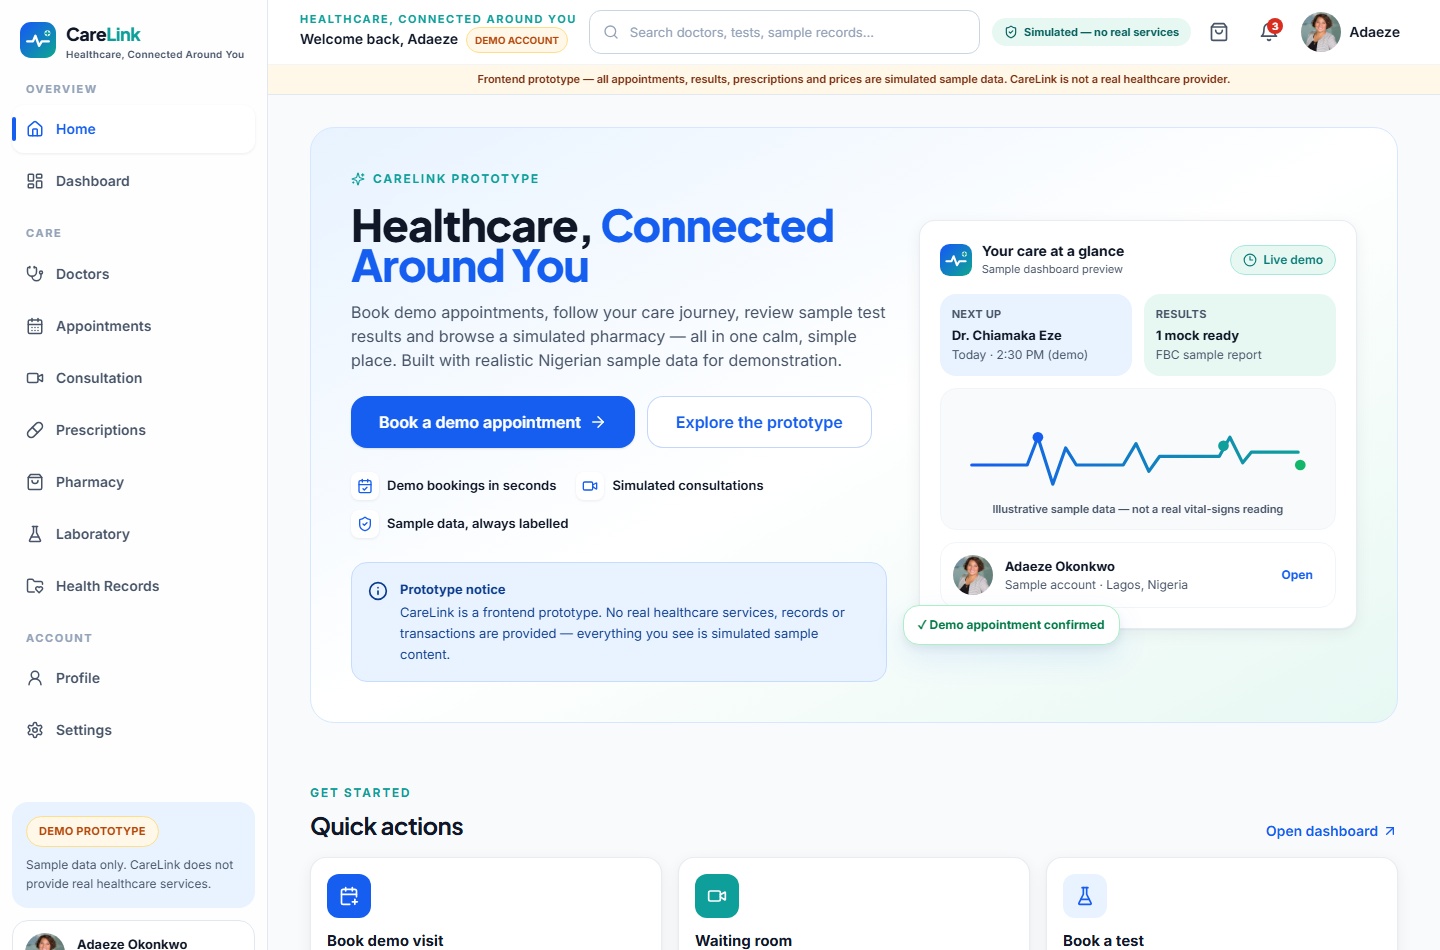 CareLink
Healthcare, Connected Around You
OVERVIEW
Home
Dashboard
CARE
Doctors
Appointments
Consultation
Prescriptions
Pharmacy
Laboratory
Health Records
ACCOUNT
Profile
Settings
DEMO PROTOTYPE
Sample data only. CareLink does not
provide real healthcare services.
Adaeze Okonkwo
HEALTHCARE, CONNECTED AROUND YOU
Welcome back, Adaeze DEMO ACCOUNT
Search doctors, tests, sample records...
Simulated — no real services
3
Adaeze
Frontend prototype — all appointments, results, prescriptions and prices are simulated sample data. CareLink is not a real healthcare provider.
CARELINK PROTOTYPE
Healthcare, Connected
Around You
Book demo appointments, follow your care journey, review sample test
results and browse a simulated pharmacy — all in one calm, simple
place. Built with realistic Nigerian sample data for demonstration.
Book a demo appointment
Explore the prototype
Demo bookings in seconds
Simulated consultations
Sample data, always labelled
Prototype notice
CareLink is a frontend prototype. No real healthcare services, records or
transactions are provided — everything you see is simulated sample
content.
Your care at a glance
Sample dashboard preview
Live demo
NEXT UP
Dr. Chiamaka Eze
Today · 2:30 PM (demo)
RESULTS
1 mock ready
FBC sample report
Illustrative sample data — not a real vital-signs reading
Adaeze Okonkwo
Sample account · Lagos, Nigeria
Open
✓ Demo appointment confirmed
GET STARTED
Quick actions
Open dashboard
Book demo visit
Waiting room
Book a test